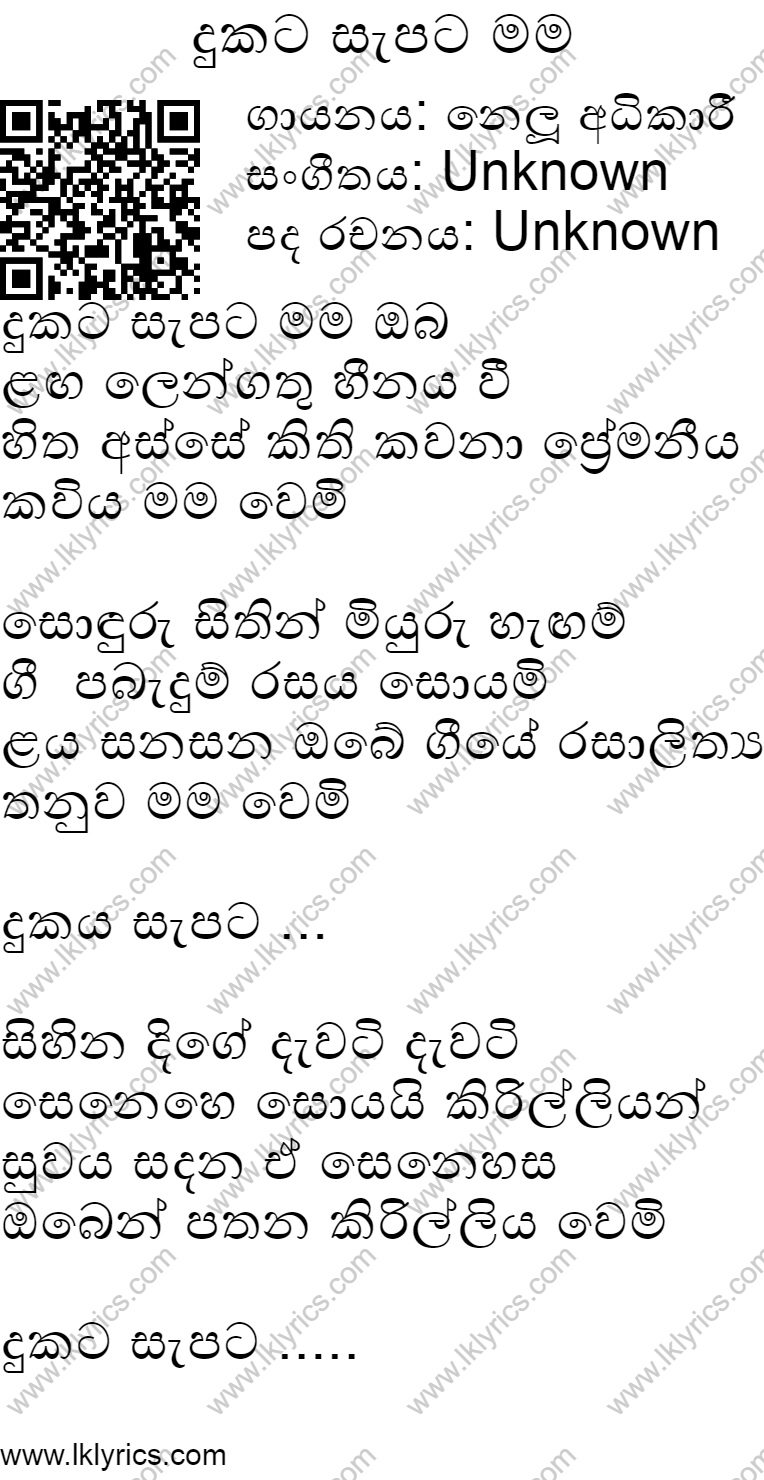 දුකට සැපට මම
ගායනය: නෙලූ අධිකාරී
සංගීතය: Unknown
පද රචනය: Unknown
දුකට සැපට මම ඔබ
ළඟ ලෙන්ගතු හීනය වී
හිත අස්සේ කිති කවනා ප්‍රේමනීය
කවිය මම වෙමි
සොඳුරු සිතින් මියුරු හැඟම්
ගී  පබැඳුම් රසය සොයමි
ළය සනසන ඔබේ ගීයේ රසාලිත්‍ය
තනුව මම වෙමි
දුකය සැපට ...
සිහින දිගේ දැවටි දැවටි
සෙනෙහෙ සොයයි කිරිල්ලියන්
සුවය සදන ඒ සෙනෙහස
ඔබෙන් පතන කිරිල්ලිය වෙමි
දුකට සැපට .....
www.lklyrics.com